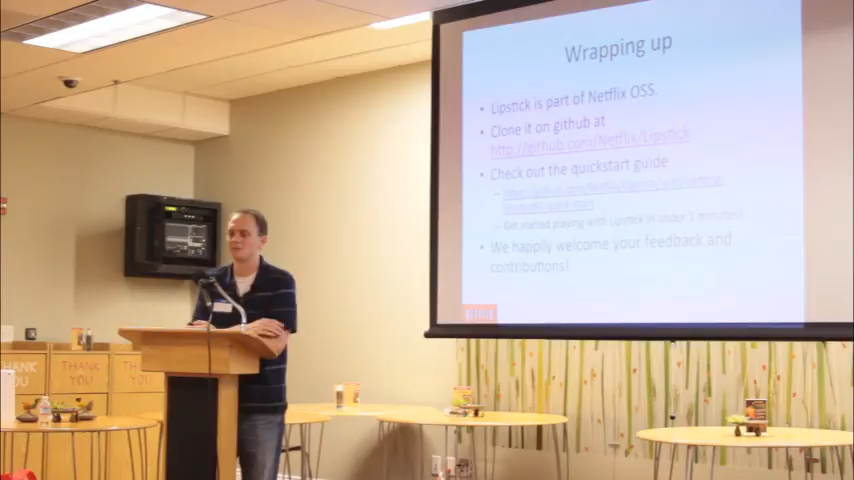 Wrapping up
• Lipstick is part of Netflix OSS.
• Clone it on github at
http://github.com/Netflix/Lipstick
• Check out the quickstart guide
– Get started playing with Lipstick in under 5 minutes!
• We happily welcome your feedback and
contributions!
NETFLIX
THANK YOU
THANK YOU
THANK YOU